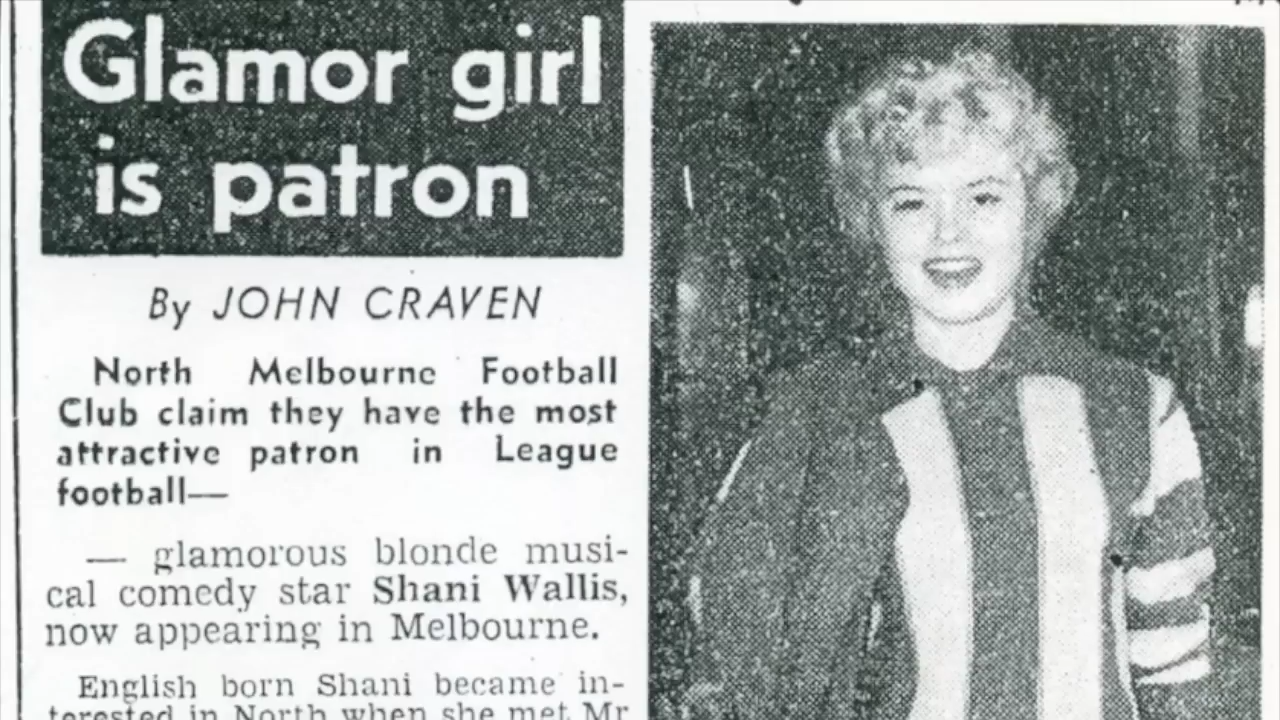 Glamor girl
is patron
By JOHN CRAVEN
North Melbourne Football
Club claim they have the most
attractive patron in League
football—
— glamorous blonde musi-
cal comedy star Shani Wallis,
now appearing in Melbourne.
English born Shani became in-
terested in North when she met Mr